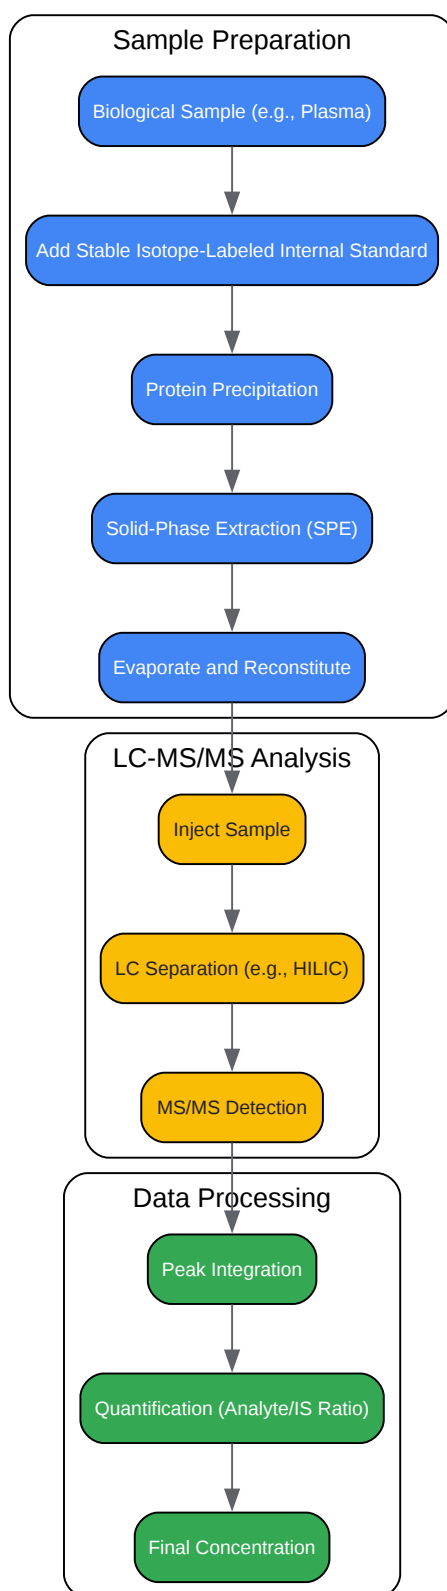 Sample Preparation
Biological Sample (e.g., Plasma)
Add Stable Isotope-Labeled Internal Standard
Protein Precipitation
Solid-Phase Extraction (SPE)
Evaporate and Reconstitute
LC-MS/MS Analysis
Inject Sample
LC Separation (e.g., HILIC)
MS/MS Detection
Data Processing
Peak Integration
Quantification (Analyte/IS Ratio)
Final Concentration